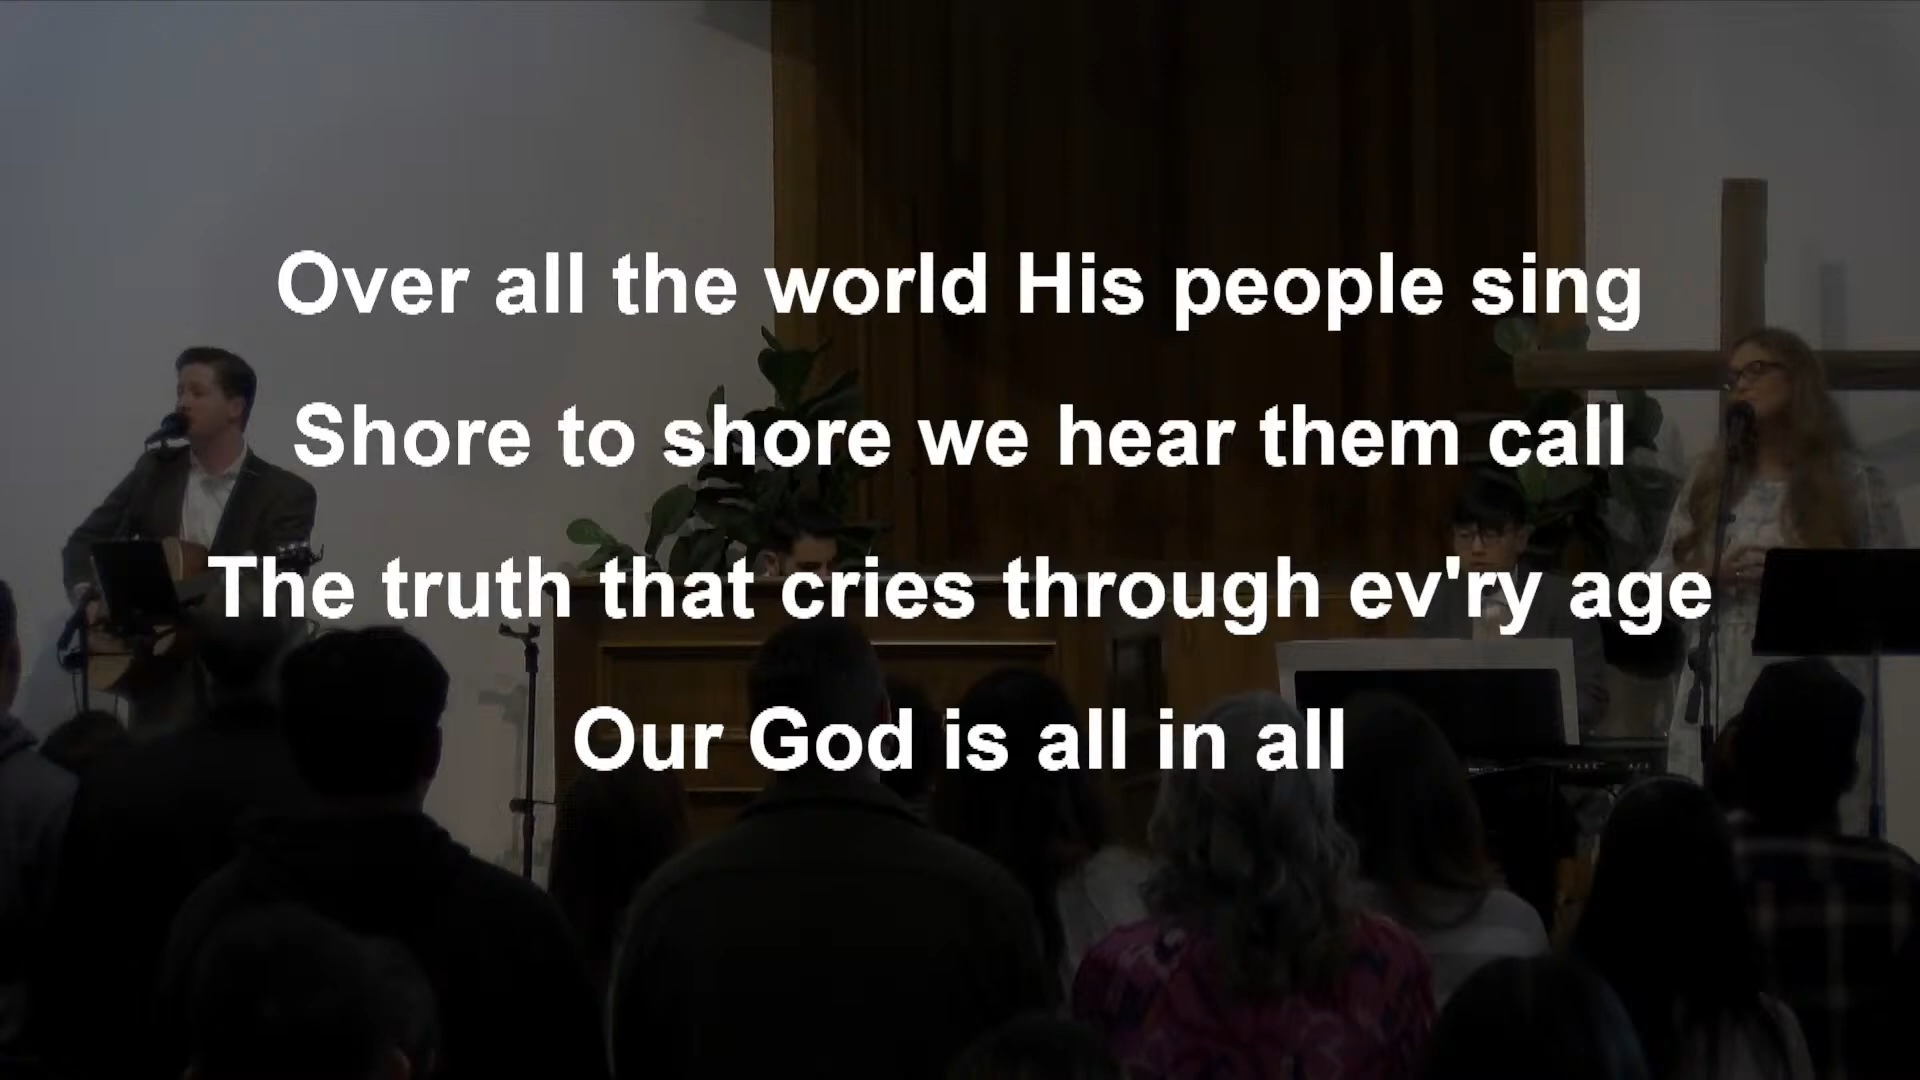 Over all the world His people sing
Shore to shore we hear them call
The truth that cries through ev'ry age
Our God is all in all